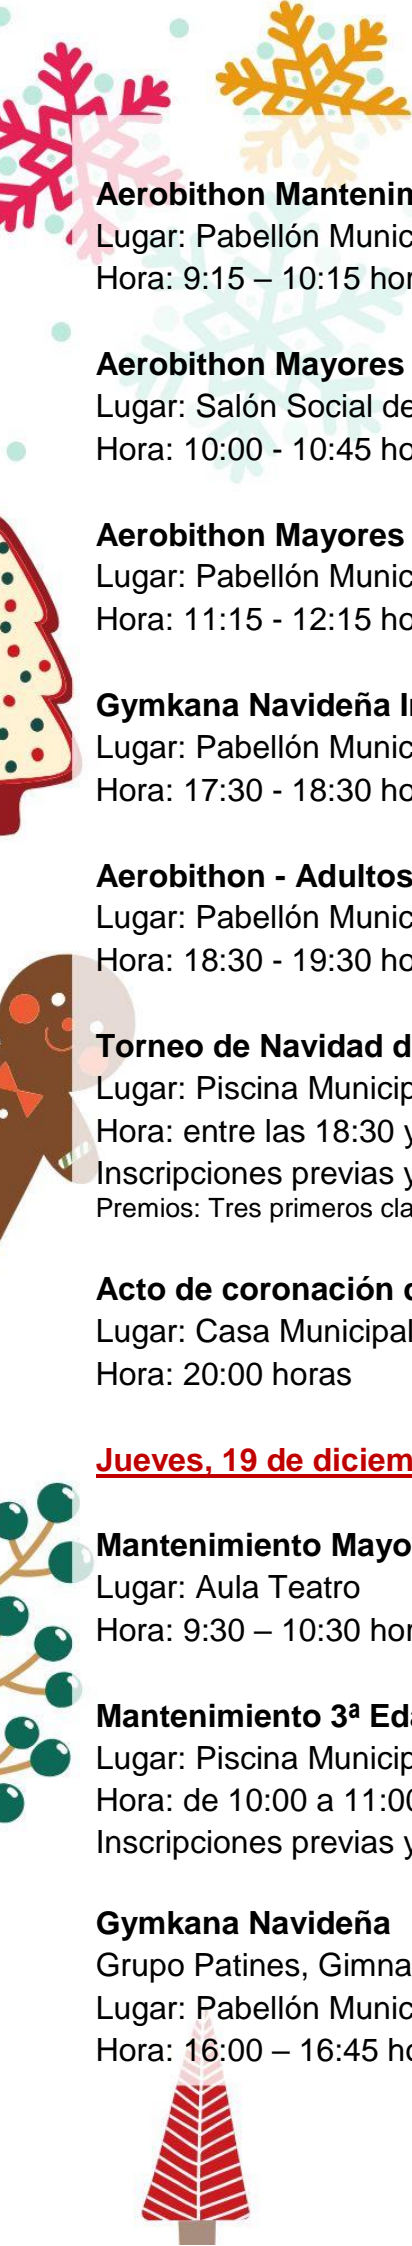 Aerobithon Mantenim
Lugar: Pabellón Munic
Hora: 9:15 – 10:15 hor
Aerobithon Mayores
Lugar: Salón Social de
Hora: 10:00 - 10:45 ho
Aerobithon Mayores
Lugar: Pabellón Munic
Hora: 11:15 - 12:15 ho
Gymkana Navideña I
Lugar: Pabellón Munic
Hora: 17:30 - 18:30 ho
Aerobithon - Adultos
Lugar: Pabellón Munic
Hora: 18:30 - 19:30 ho
Torneo de Navidad d
Lugar: Piscina Municip
Hora: entre las 18:30 y
Inscripciones previas y
Premios: Tres primeros cla
Acto de coronación d
Lugar: Casa Municipal
Hora: 20:00 horas
Jueves, 19 de diciem
Mantenimiento Mayo
Lugar: Aula Teatro
Hora: 9:30 – 10:30 hor
Mantenimiento 3ª Eda
Lugar: Piscina Municip
Hora: de 10:00 a 11:00
Inscripciones previas y
Gymkana Navideña
Grupo Patines, Gimna
Lugar: Pabellón Munic
Hora: 16:00 – 16:45 ho